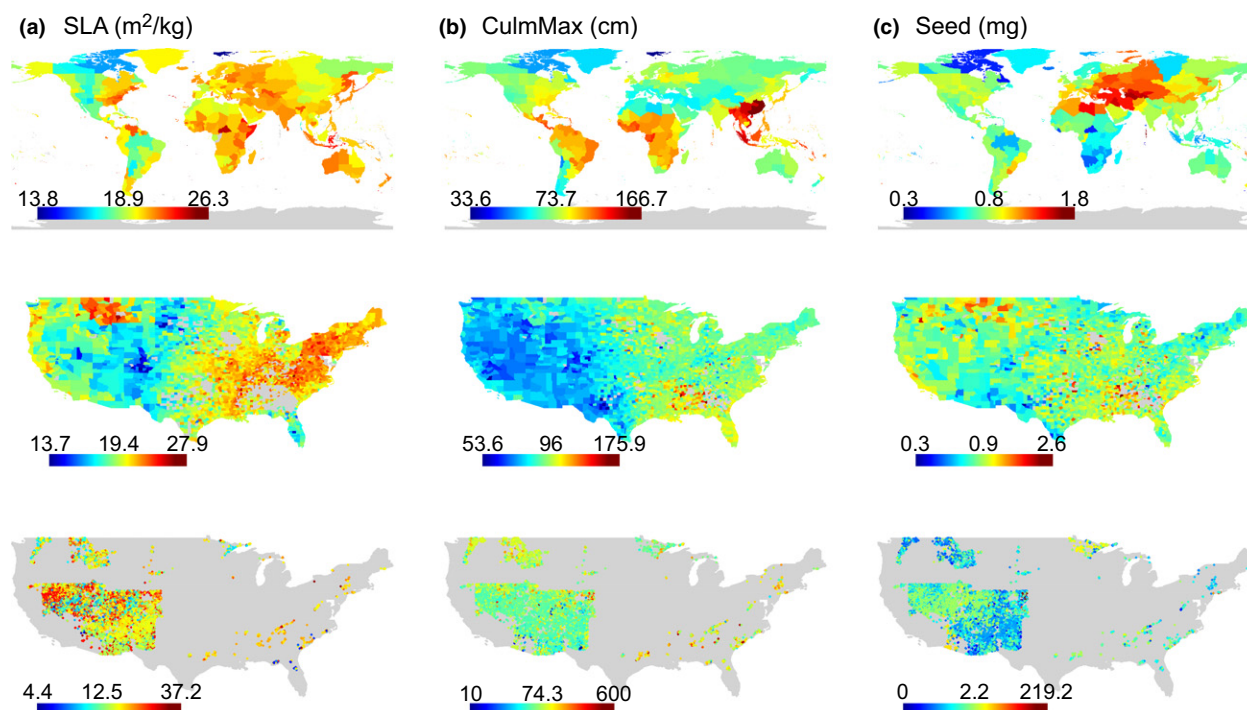 (a) SLA (m²/kg) (b) CulmMax (cm) (c) Seed (mg)
13.8 18.9 26.3 33.6 73.7 166.7 0.3 0.8 1.8
13.7 19.4 27.9 53.6 96 175.9 0.3 0.9 2.6
4.4 12.5 37.2 10 74.3 600 0 2.2 219.2